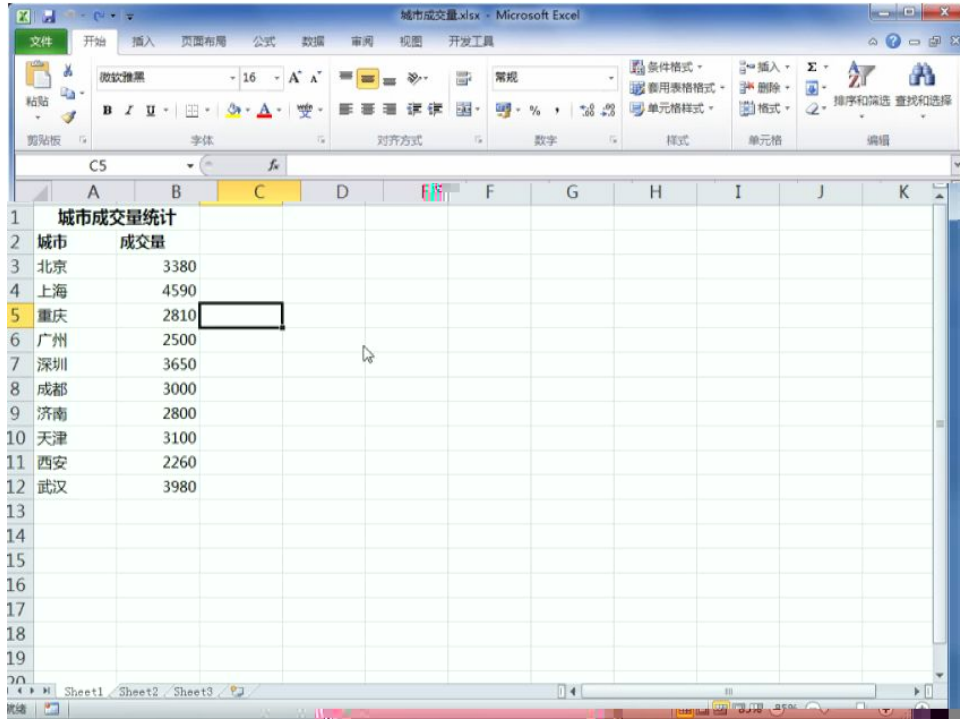 城市成交量.xlsx - Microsoft Excel
文件 开始 插入 页面布局 公式 数据 审阅 视图 开发工具
微软雅黑 16 常规 条件格式 插入 Σ
粘贴 套用表格格式 删除 排序和筛选 查找和选择
B I U A 变 % , 单元格样式 格式
剪贴板 字体 对齐方式 数字 样式 单元格 编辑
C5 fx
A B C D E F G H I J K
1 城市成交量统计
2 城市 成交量
3 北京 3380
4 上海 4590
5 重庆 2810
6 广州 2500
7 深圳 3650
8 成都 3000
9 济南 2800
10 天津 3100
11 西安 2260
12 武汉 3980
13
14
15
16
17
18
19
20
Sheet1 Sheet2 Sheet3
就绪